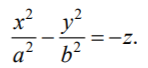 x²/a² − y²/b² = −z.